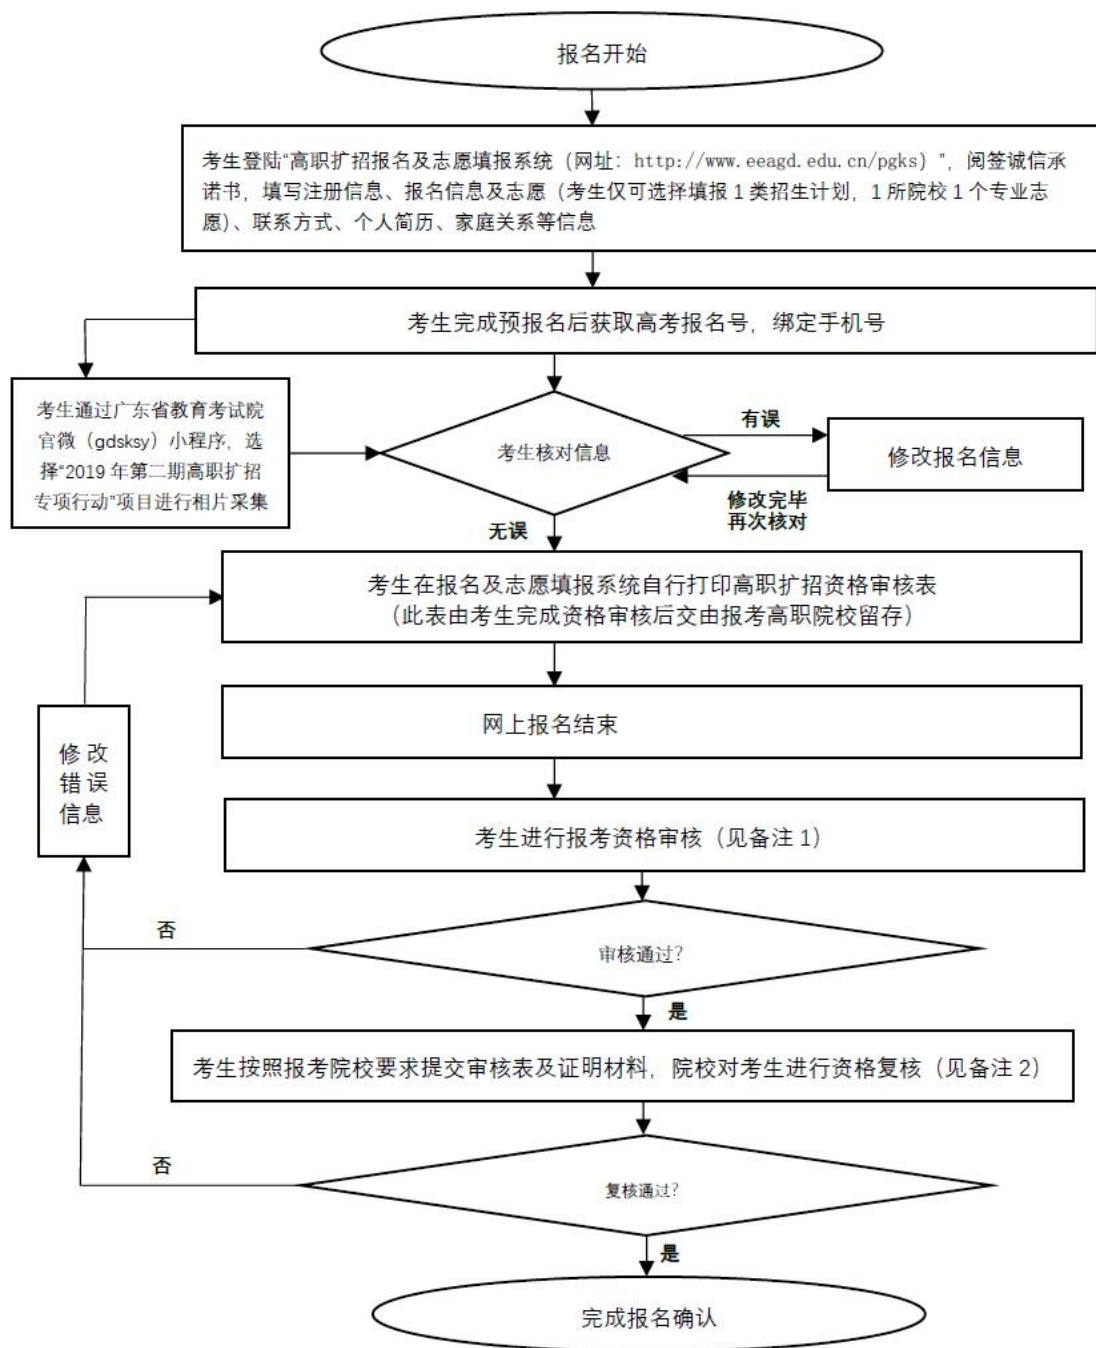 报名开始
考生登陆“高职扩招报名及志愿填报系统（网址：http://www.eeagd.edu.cn/pgks）”，阅签诚信承
诺书，填写注册信息、报名信息及志愿（考生仅可选择填报 1 类招生计划，1 所院校 1 个专业志
愿）、联系方式、个人简历、家庭关系等信息
考生完成预报名后获取高考报名号，绑定手机号
考生通过广东省教育考试院
官微（gdsksy）小程序，选
择“2019 年第二期高职扩招
专项行动”项目进行相片采集
考生核对信息
有误
修改报名信息
修改完毕
再次核对
无误
考生在报名及志愿填报系统自行打印高职扩招资格审核表
（此表由考生完成资格审核后交由报考高职院校留存）
网上报名结束
修改
错误
信息
考生进行报考资格审核（见备注 1）
否
审核通过？
是
考生按照报考院校要求提交审核表及证明材料，院校对考生进行资格复核（见备注 2）
否
复核通过？
是
完成报名确认